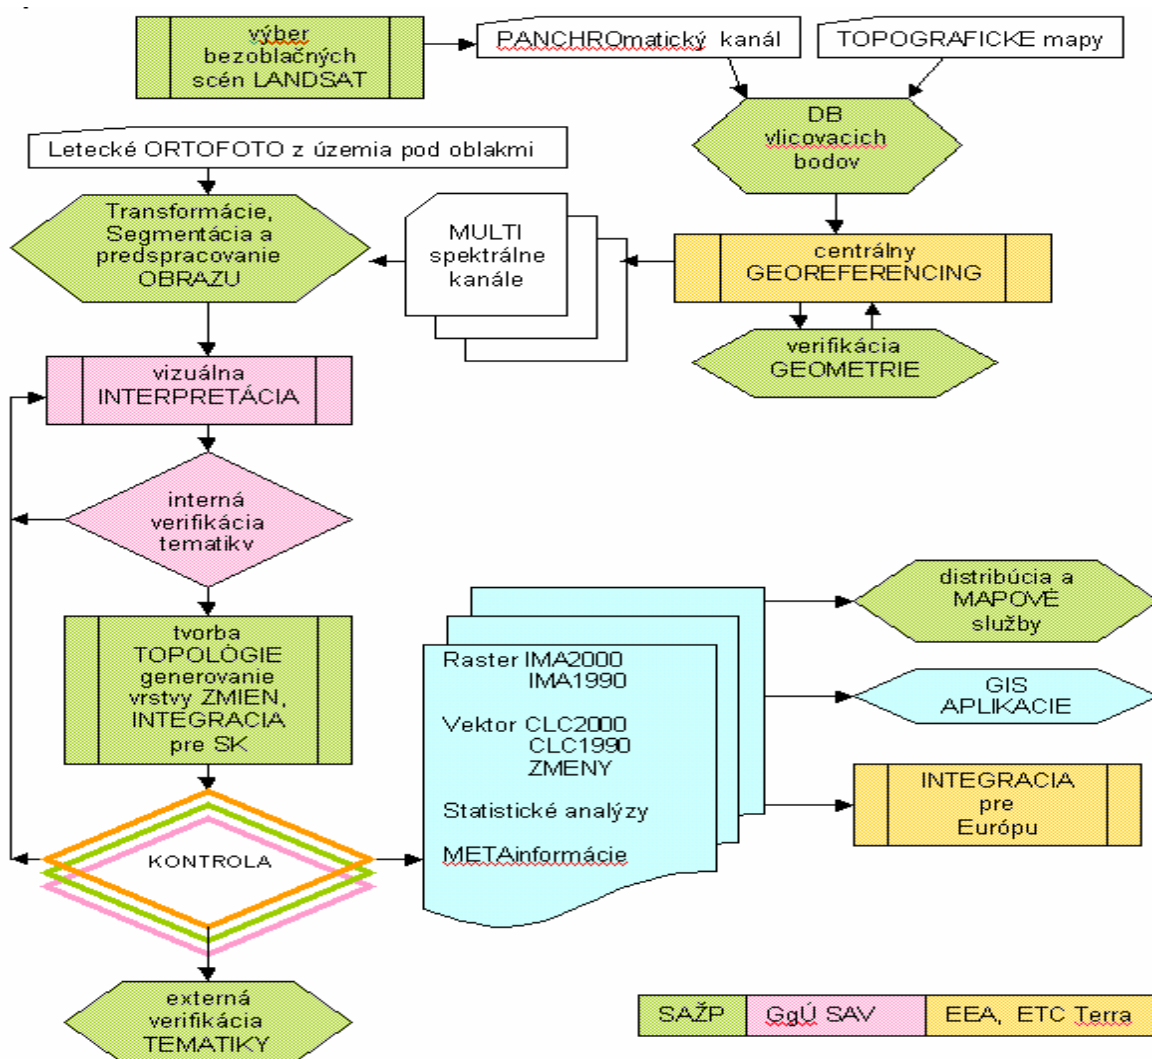 výber
bezoblačných
scén LANDSAT
PANCHROmatický kanál
TOPOGRAFICKE mapy
DB
vlicovacich
bodov
Letecké ORTOFOTO z územia pod oblakmi
Transformácie,
Segmentácia a
predspracovanie
OBRAZU
MULTI
spektrálne
kanále
centrálny
GEOREFERENCING
verifikácia
GEOMETRIE
vizuálna
INTERPRETÁCIA
interná
verifikácia
tematikv
tvorba
TOPOLÓGIE
generovanie
vrstvy ZMIEN,
INTEGRACIA
pre SK
KONTROLA
externá
verifikácia
TEMATIKY
Raster IMA2000
IMA1990
Vektor CLC2000
CLC1990
ZMENY
Statistické analýzy
METAinformácie
distribúcia a
MAPOVÉ
služby
GIS
APLIKACIE
INTEGRACIA
pre
Európu
SAŽP GgÚ SAV EEA, ETC Terra